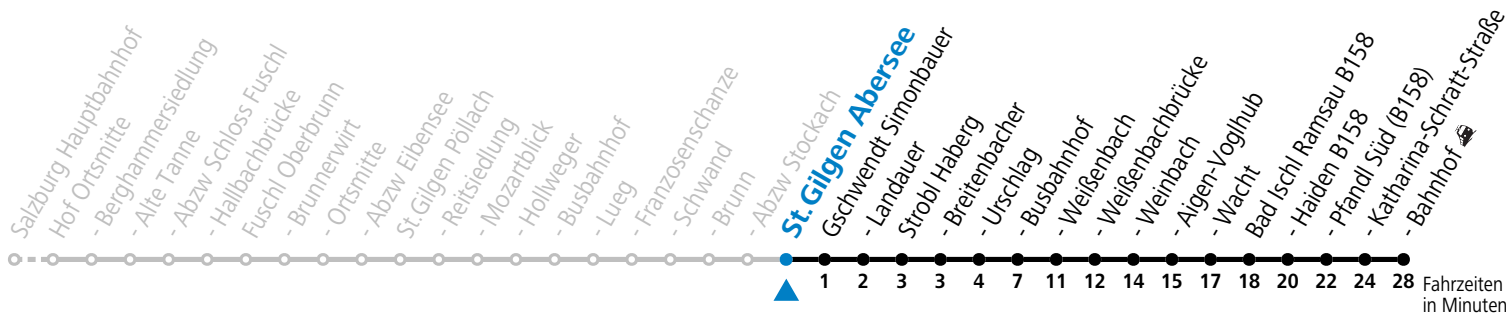 Salzburg Hauptbahnhof
Hof Ortsmitte
- Berghammersiedlung
- Alte Tanne
- Abzw Schloss Fuschl
- Hallbachbrücke
Fuschl Oberbrunn
- Brunnerwirt
- Ortsmitte
- Abzw Eibensee
St.Gilgen Pöllach
- Reitsiedlung
- Mozartblick
- Hollweger
- Busbahnhof
- Lueg
- Franzosenschanze
- Schwand
- Brunn
- Abzw Stockach
St.Gilgen Abersee
Gschwendt Simonbauer
- Landauer
Strobl Haberg
- Breitenbacher
- Urschlag
- Busbahnhof
- Weißenbach
- Weißenbachbrücke
- Weinbach
- Aigen-Voglhub
- Wacht
Bad Ischl Ramsau B158
- Haiden B158
- Pfandl Süd (B158)
- Katharina-Schratt-Straße
- Bahnhof
1 2 3 3 4 7 11 12 14 15 17 18 20 22 24 28
Fahrzeiten
in Minuten